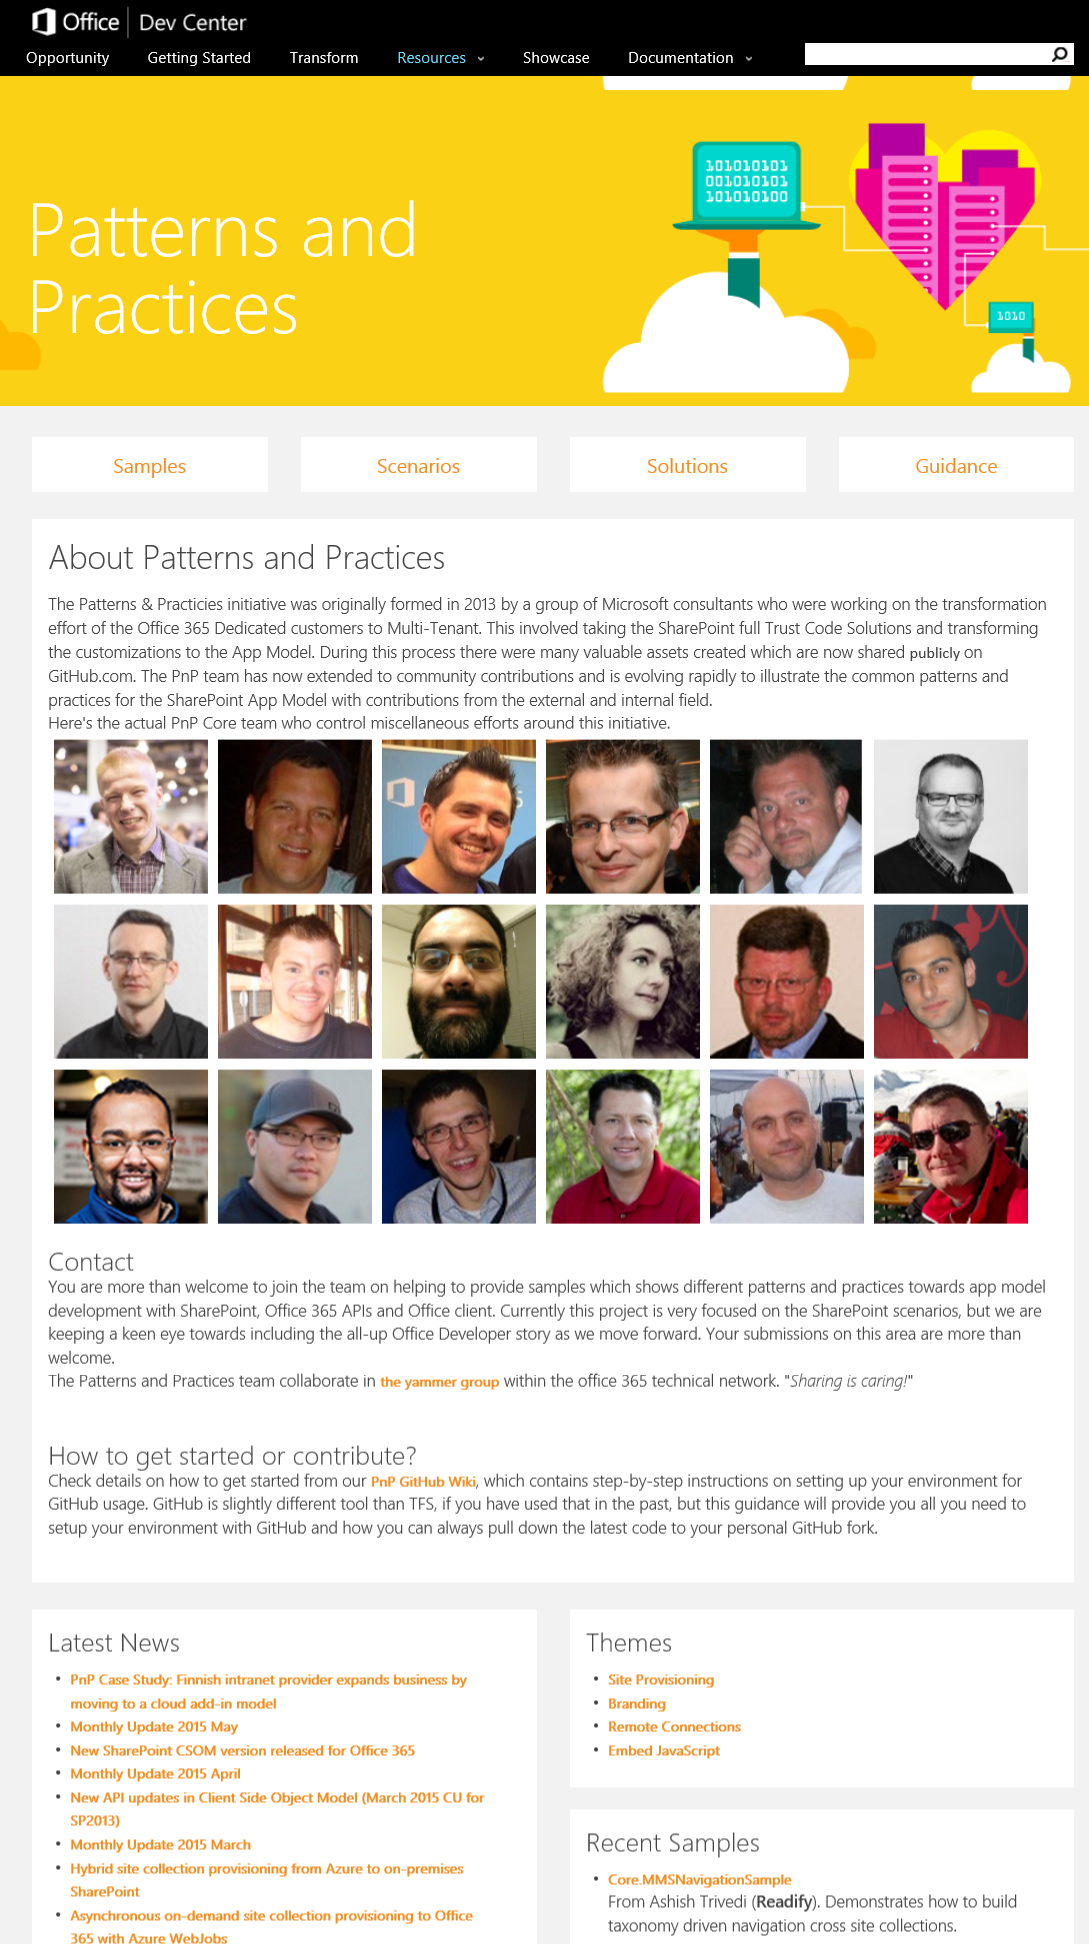 Office | Dev Center
Opportunity Getting Started Transform Resources Showcase Documentation
101010101
001010101
101010100
1010
Patterns and
Practices
Samples Scenarios Solutions Guidance
About Patterns and Practices
The Patterns & Practicies initiative was originally formed in 2013 by a group of Microsoft consultants who were working on the transformation
effort of the Office 365 Dedicated customers to Multi-Tenant. This involved taking the SharePoint full Trust Code Solutions and transforming
the customizations to the App Model. During this process there were many valuable assets created which are now shared publicly on
GitHub.com. The PnP team has now extended to community contributions and is evolving rapidly to illustrate the common patterns and
practices for the SharePoint App Model with contributions from the external and internal field.
Here's the actual PnP Core team who control miscellaneous efforts around this initiative.
Contact
You are more than welcome to join the team on helping to provide samples which shows different patterns and practices towards app model
development with SharePoint, Office 365 APIs and Office client. Currently this project is very focused on the SharePoint scenarios, but we are
keeping a keen eye towards including the all-up Office Developer story as we move forward. Your submissions on this area are more than
welcome.
The Patterns and Practices team collaborate in the yammer group within the office 365 technical network. "Sharing is caring!"
How to get started or contribute?
Check details on how to get started from our PnP GitHub Wiki, which contains step-by-step instructions on setting up your environment for
GitHub usage. GitHub is slightly different tool than TFS, if you have used that in the past, but this guidance will provide you all you need to
setup your environment with GitHub and how you can always pull down the latest code to your personal GitHub fork.
Latest News
• PnP Case Study: Finnish intranet provider expands business by
moving to a cloud add-in model
• Monthly Update 2015 May
• New SharePoint CSOM version released for Office 365
• Monthly Update 2015 April
• New API updates in Client Side Object Model (March 2015 CU for
SP2013)
• Monthly Update 2015 March
• Hybrid site collection provisioning from Azure to on-premises
SharePoint
• Asynchronous on-demand site collection provisioning to Office
365 with Azure WebJobs
Themes
• Site Provisioning
• Branding
• Remote Connections
• Embed JavaScript
Recent Samples
• Core.MMSNavigationSample
From Ashish Trivedi (Readify). Demonstrates how to build
taxonomy driven navigation cross site collections.